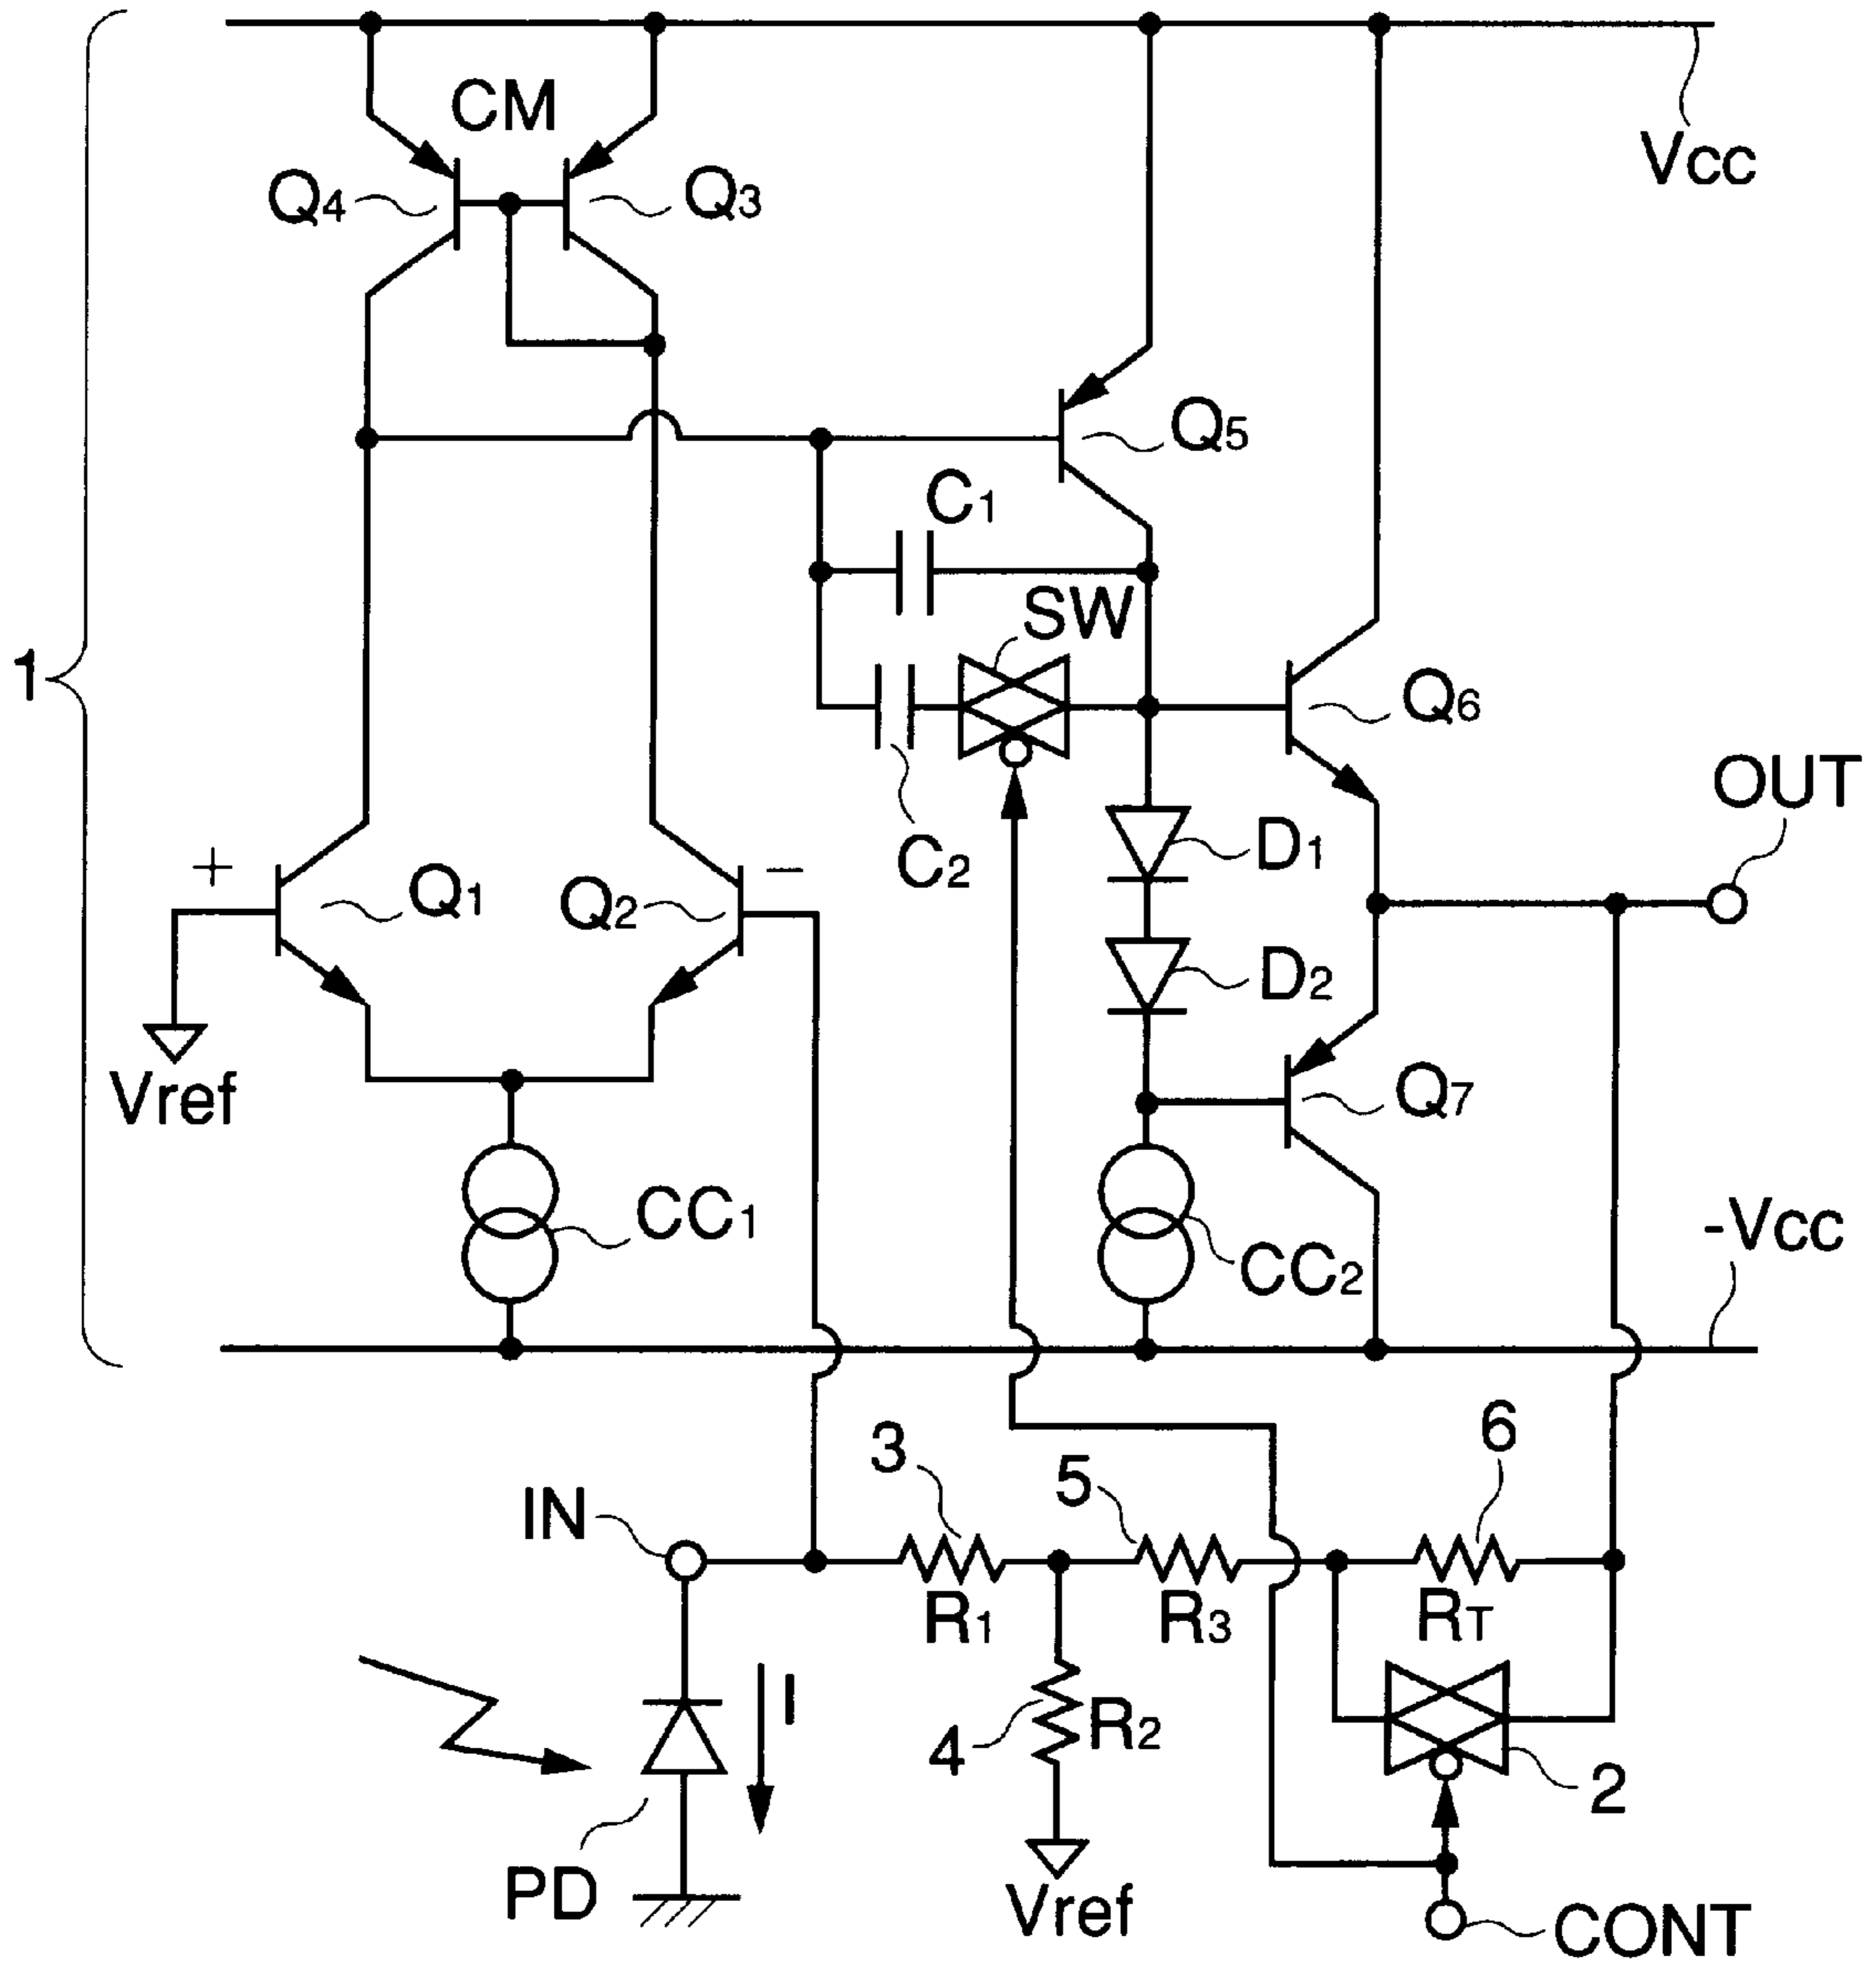 CM
Vcc
Q4
Q3
Q5
C1
SW
1
Q6
OUT
C2
D1
+
Q1
Q2
−
D2
Vref
Q7
CC1
CC2
-Vcc
3
5
6
IN
R1
R3
RT
I
4
R2
2
PD
Vref
CONT